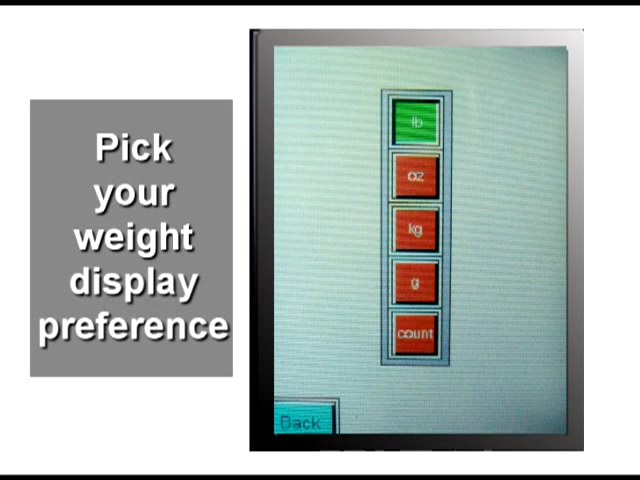 Pick
your
weight
display
preference
lb
oz
kg
g
count
Back